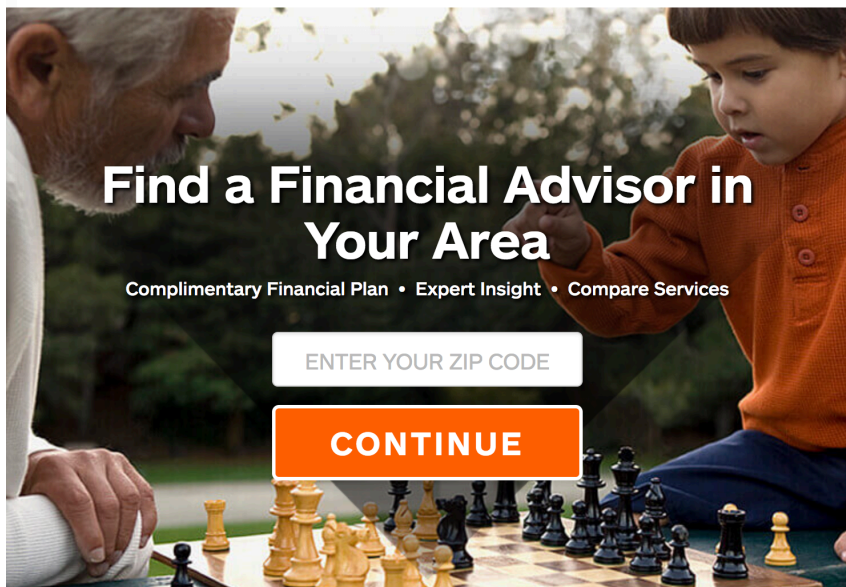 Find a Financial Advisor in
Your Area
Complimentary Financial Plan • Expert Insight • Compare Services
ENTER YOUR ZIP CODE
CONTINUE